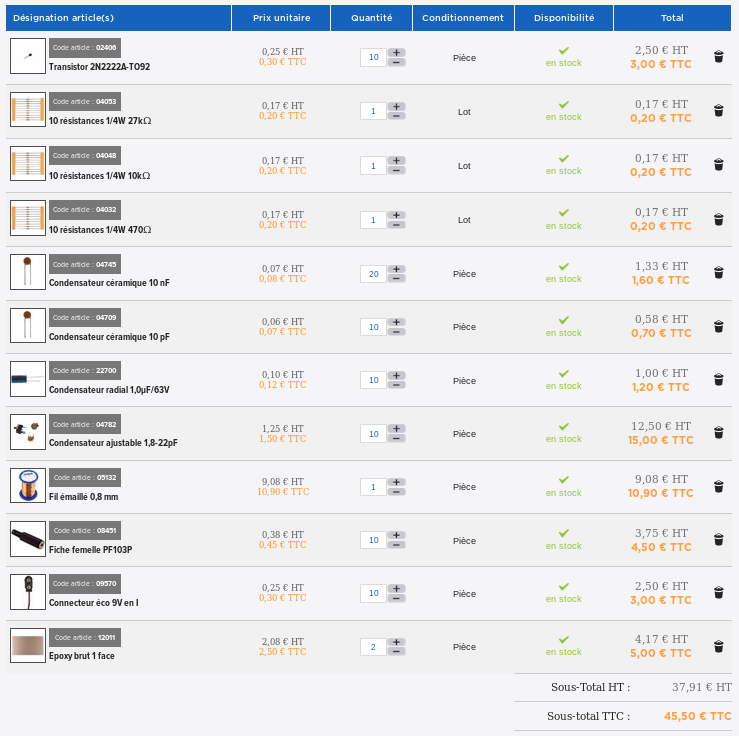 Désignation article(s) Prix unitaire Quantité Conditionnement Disponibilité Total
Code article : 02406
Transistor 2N2222A-TO92
0,25 € HT
0,30 € TTC
10
+
−
Pièce
en stock
2,50 € HT
3,00 € TTC
Code article : 04053
10 résistances 1/4W 27kΩ
0,17 € HT
0,20 € TTC
1
+
−
Lot
en stock
0,17 € HT
0,20 € TTC
Code article : 04048
10 résistances 1/4W 10kΩ
0,17 € HT
0,20 € TTC
1
+
−
Lot
en stock
0,17 € HT
0,20 € TTC
Code article : 04032
10 résistances 1/4W 470Ω
0,17 € HT
0,20 € TTC
1
+
−
Lot
en stock
0,17 € HT
0,20 € TTC
Code article : 04745
Condensateur céramique 10 nF
0,07 € HT
0,08 € TTC
20
+
−
Pièce
en stock
1,33 € HT
1,60 € TTC
Code article : 04709
Condensateur céramique 10 pF
0,06 € HT
0,07 € TTC
10
+
−
Pièce
en stock
0,58 € HT
0,70 € TTC
Code article : 22700
Condensateur radial 1,0µF/63V
0,10 € HT
0,12 € TTC
10
+
−
Pièce
en stock
1,00 € HT
1,20 € TTC
Code article : 04782
Condensateur ajustable 1,8-22pF
1,25 € HT
1,50 € TTC
10
+
−
Pièce
en stock
12,50 € HT
15,00 € TTC
Code article : 05132
Fil émaillé 0,8 mm
9,08 € HT
10,90 € TTC
1
+
−
Pièce
en stock
9,08 € HT
10,90 € TTC
Code article : 08451
Fiche femelle PF103P
0,38 € HT
0,45 € TTC
10
+
−
Pièce
en stock
3,75 € HT
4,50 € TTC
Code article : 09570
Connecteur éco 9V en I
0,25 € HT
0,30 € TTC
10
+
−
Pièce
en stock
2,50 € HT
3,00 € TTC
Code article : 12011
Epoxy brut 1 face
2,08 € HT
2,50 € TTC
2
+
−
Pièce
en stock
4,17 € HT
5,00 € TTC
Sous-Total HT : 37,91 € HT
Sous-total TTC : 45,50 € TTC